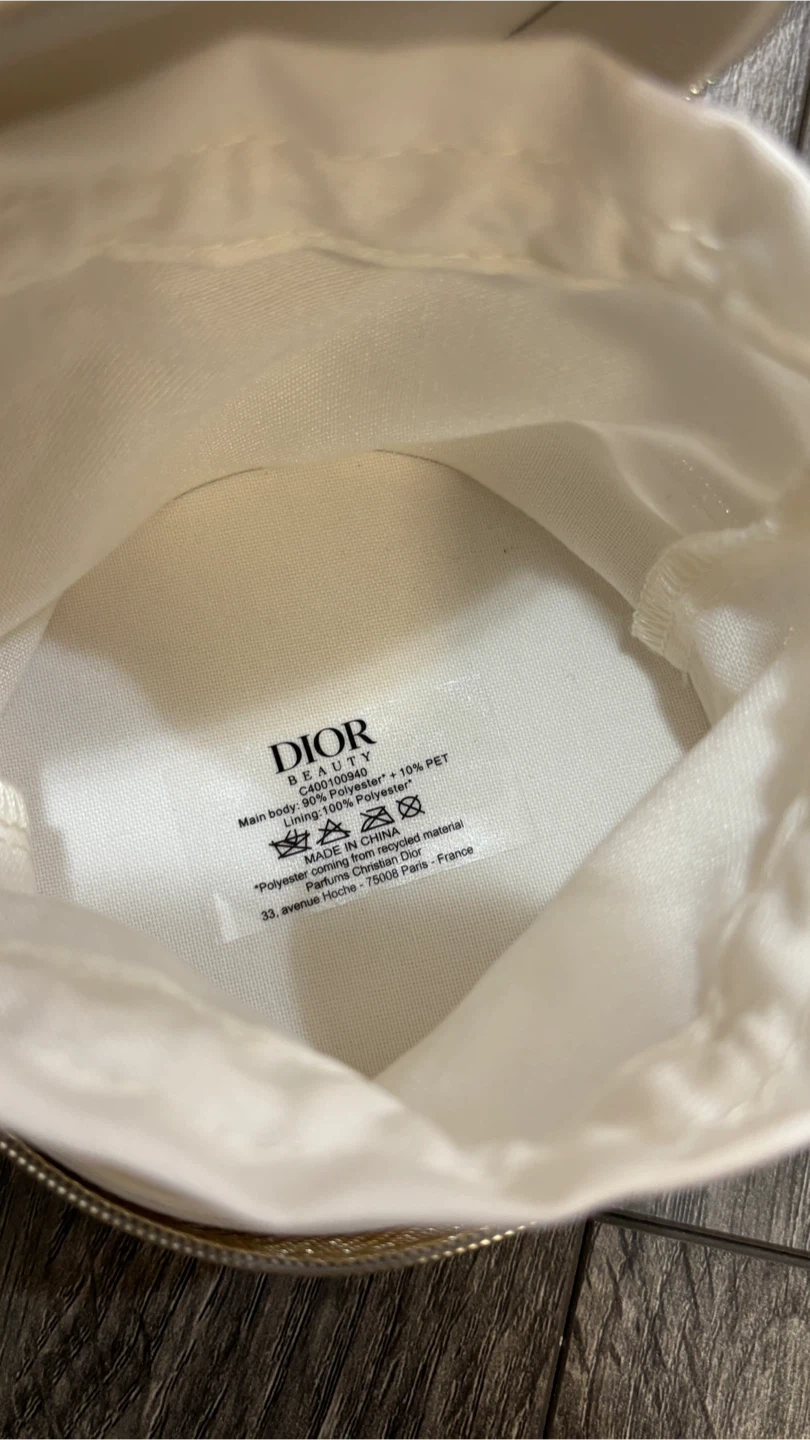 DIOR
BEAUTY
C400100940
Main body: 90% Polyester* + 10% PET
Lining:100% Polyester*
MADE IN CHINA
*Polyester coming from recycled material
Parfums Christian Dior
33, avenue Hoche - 75008 Paris - France